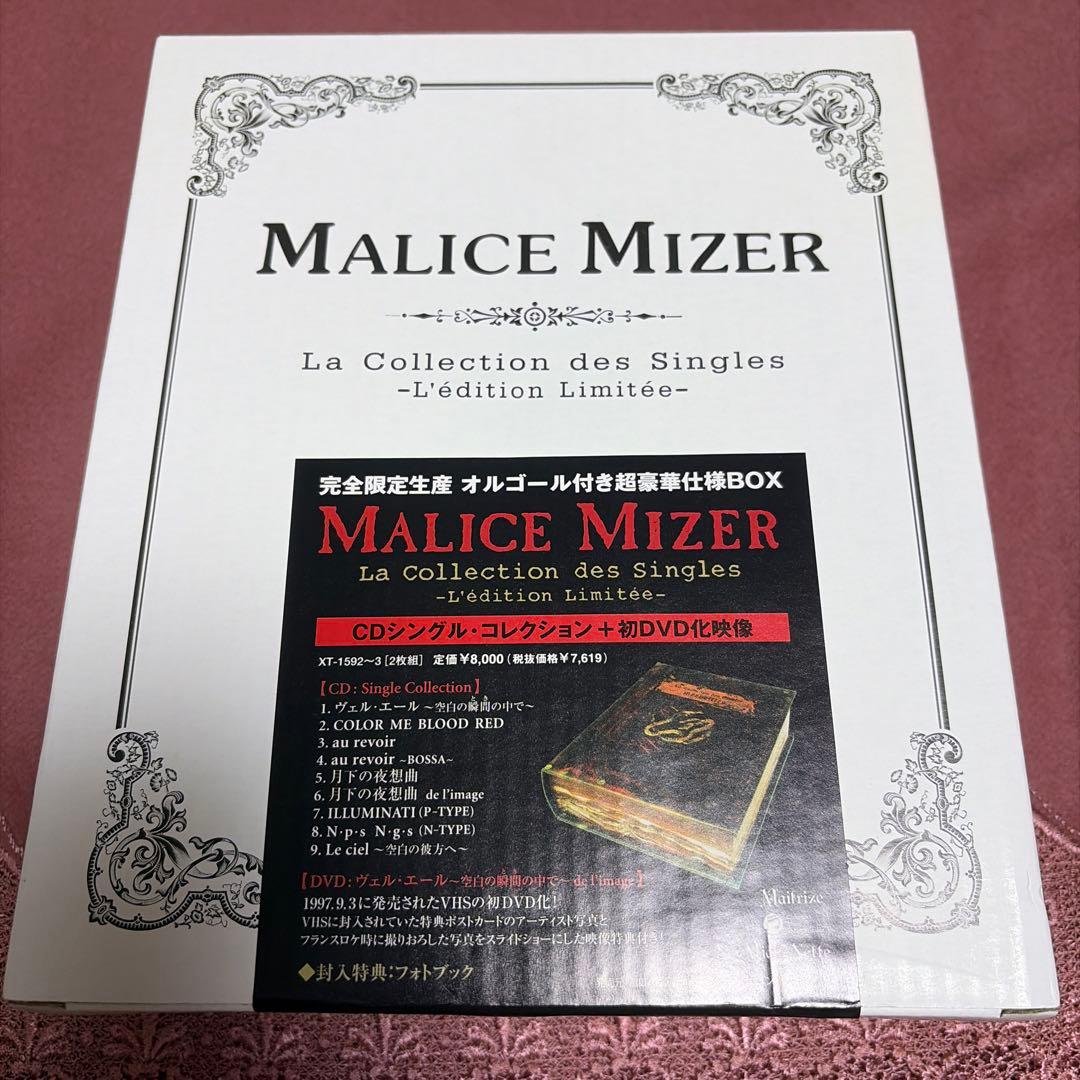 MALICE MIZER
La Collection des Singles
-L'édition Limitée-
完全限定生産 オルゴール付き超豪華仕様BOX
MALICE MIZER
La Collection des Singles
-L'édition Limitée-
CDシングル・コレクション+初DVD化映像
XT-1592~3 [2枚組] 定価¥8,000(税抜価格¥7,619)
【CD: Single Collection】
1. ヴェル・エール ~空白の瞬間の中で~
2. COLOR ME BLOOD RED
3. au revoir
4. au revoir ~BOSSA~
5. 月下の夜想曲
6. 月下の夜想曲 de l'image
7. ILLUMINATI (P-TYPE)
8. N・p・s N・g・s (N-TYPE)
9. Le ciel ~空白の彼方へ~
【DVD: ヴェル・エール~空白の瞬間の中で~ de l'image】
1997.9.3に発売されたVHSの初DVD化!
VHSに封入されていた特典ポストカードのアーティスト写真と
フランスロケ時に撮りおろした写真をスライドショーにした映像特典付き!
◆封入特典:フォトブック
Maitrize